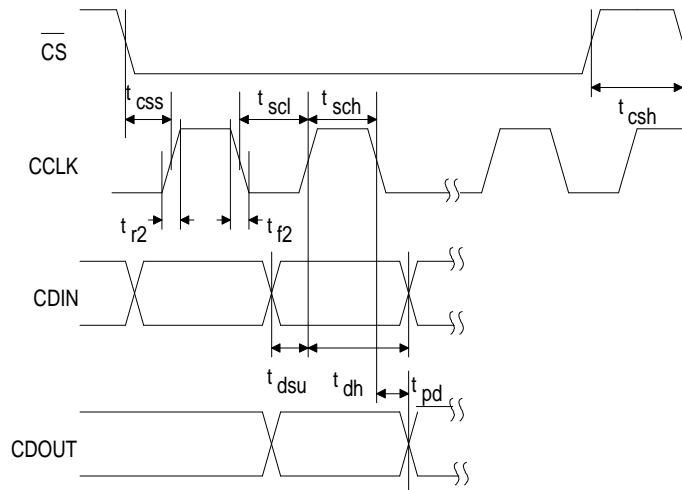 CS
t css
t scl
t sch
t csh
CCLK
t r2
t f2
CDIN
t dsu
t dh
t pd
CDOUT